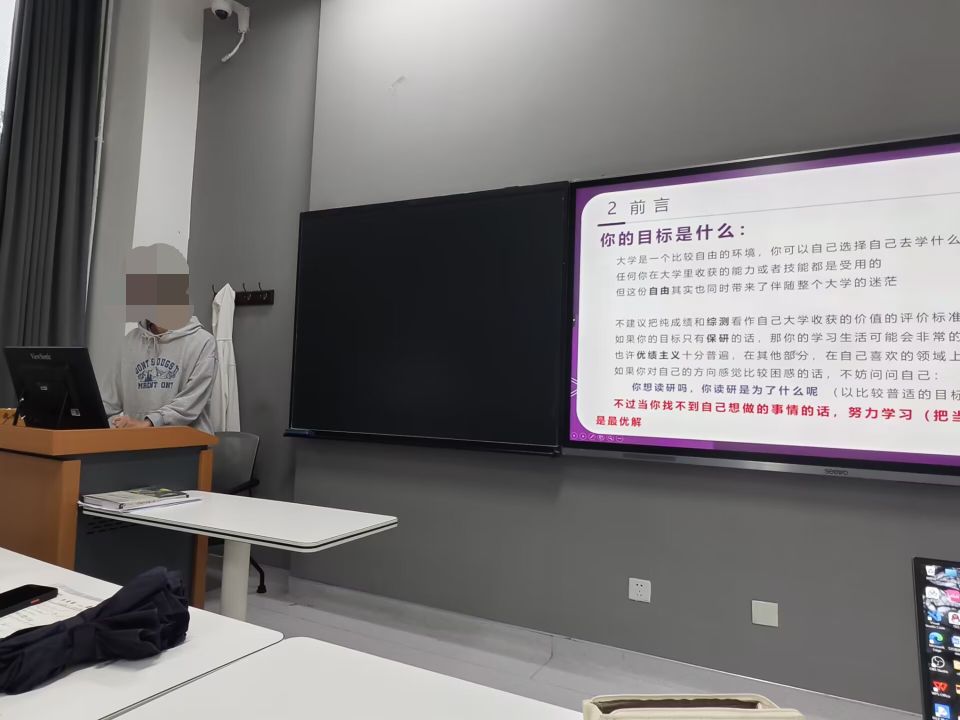 2 前言
你的目标是什么：
大学是一个比较自由的环境，你可以自己选择自己去学什么
任何你在大学里收获的能力或者技能都是受用的
但这份自由其实也同时带来了伴随整个大学的迷茫
不建议把纯成绩和综测看作自己大学收获的价值的评价标准
如果你的目标只有保研的话，那你的学习生活可能会非常的
也许优绩主义十分普遍，在其他部分，在自己喜欢的领域上
如果你对自己的方向感觉比较困惑的话，不妨问问自己：
你想读研吗，你读研是为了什么呢 （以比较普适的目标
不过当你找不到自己想做的事情的话，努力学习（把当
是最优解
ViewSonic
seewo